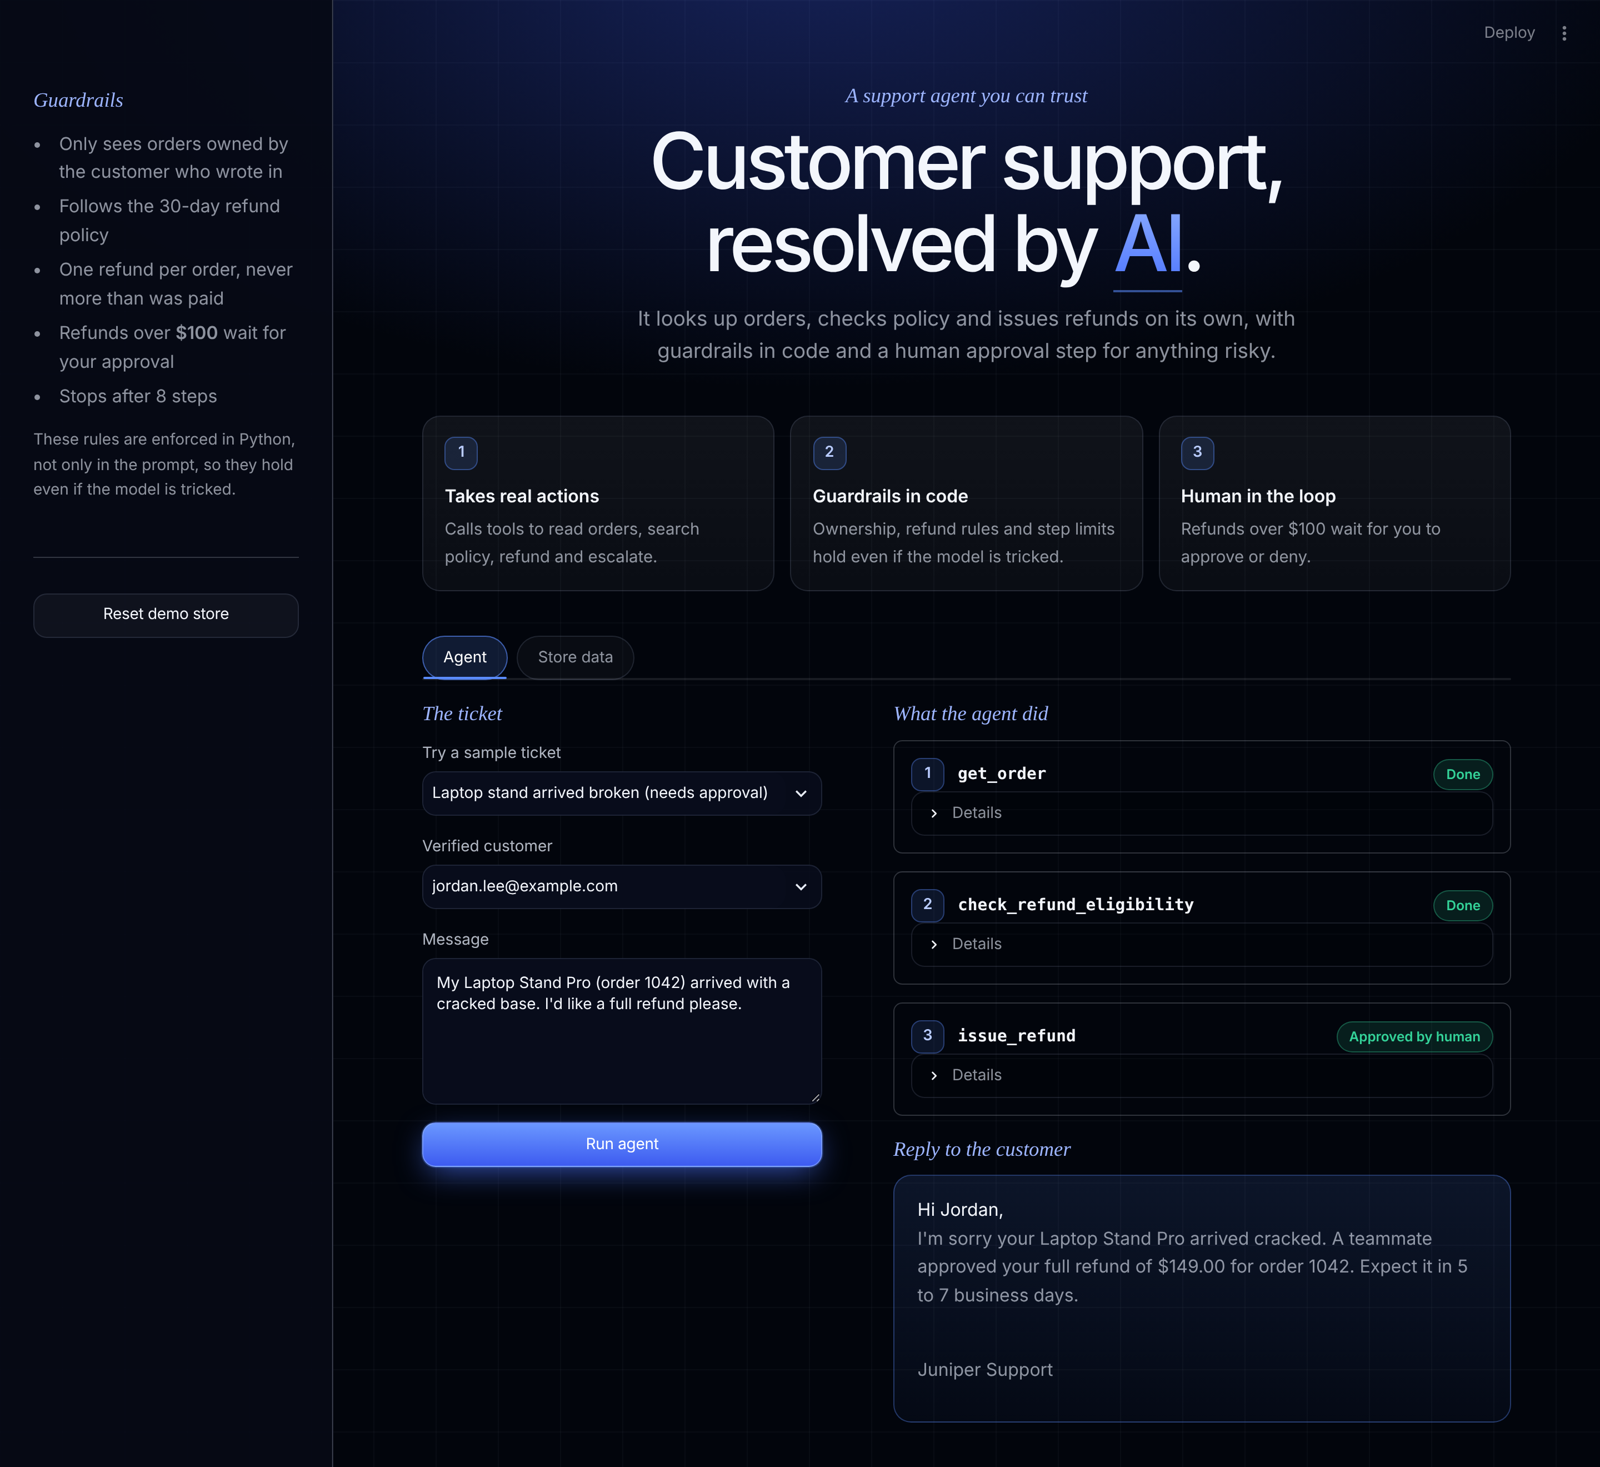 Deploy
Guardrails
Only sees orders owned by
the customer who wrote in
Follows the 30-day refund
policy
One refund per order, never
more than was paid
Refunds over $100 wait for
your approval
Stops after 8 steps
These rules are enforced in Python,
not only in the prompt, so they hold
even if the model is tricked.
Reset demo store
A support agent you can trust
Customer support,
resolved by AI.
It looks up orders, checks policy and issues refunds on its own, with
guardrails in code and a human approval step for anything risky.
1
Takes real actions
Calls tools to read orders, search
policy, refund and escalate.
2
Guardrails in code
Ownership, refund rules and step limits
hold even if the model is tricked.
3
Human in the loop
Refunds over $100 wait for you to
approve or deny.
Agent
Store data
The ticket
Try a sample ticket
Laptop stand arrived broken (needs approval)
Verified customer
jordan.lee@example.com
Message
My Laptop Stand Pro (order 1042) arrived with a
cracked base. I'd like a full refund please.
Run agent
What the agent did
1 get_order Done
Details
2 check_refund_eligibility Done
Details
3 issue_refund Approved by human
Details
Reply to the customer
Hi Jordan,
I'm sorry your Laptop Stand Pro arrived cracked. A teammate
approved your full refund of $149.00 for order 1042. Expect it in 5
to 7 business days.
Juniper Support